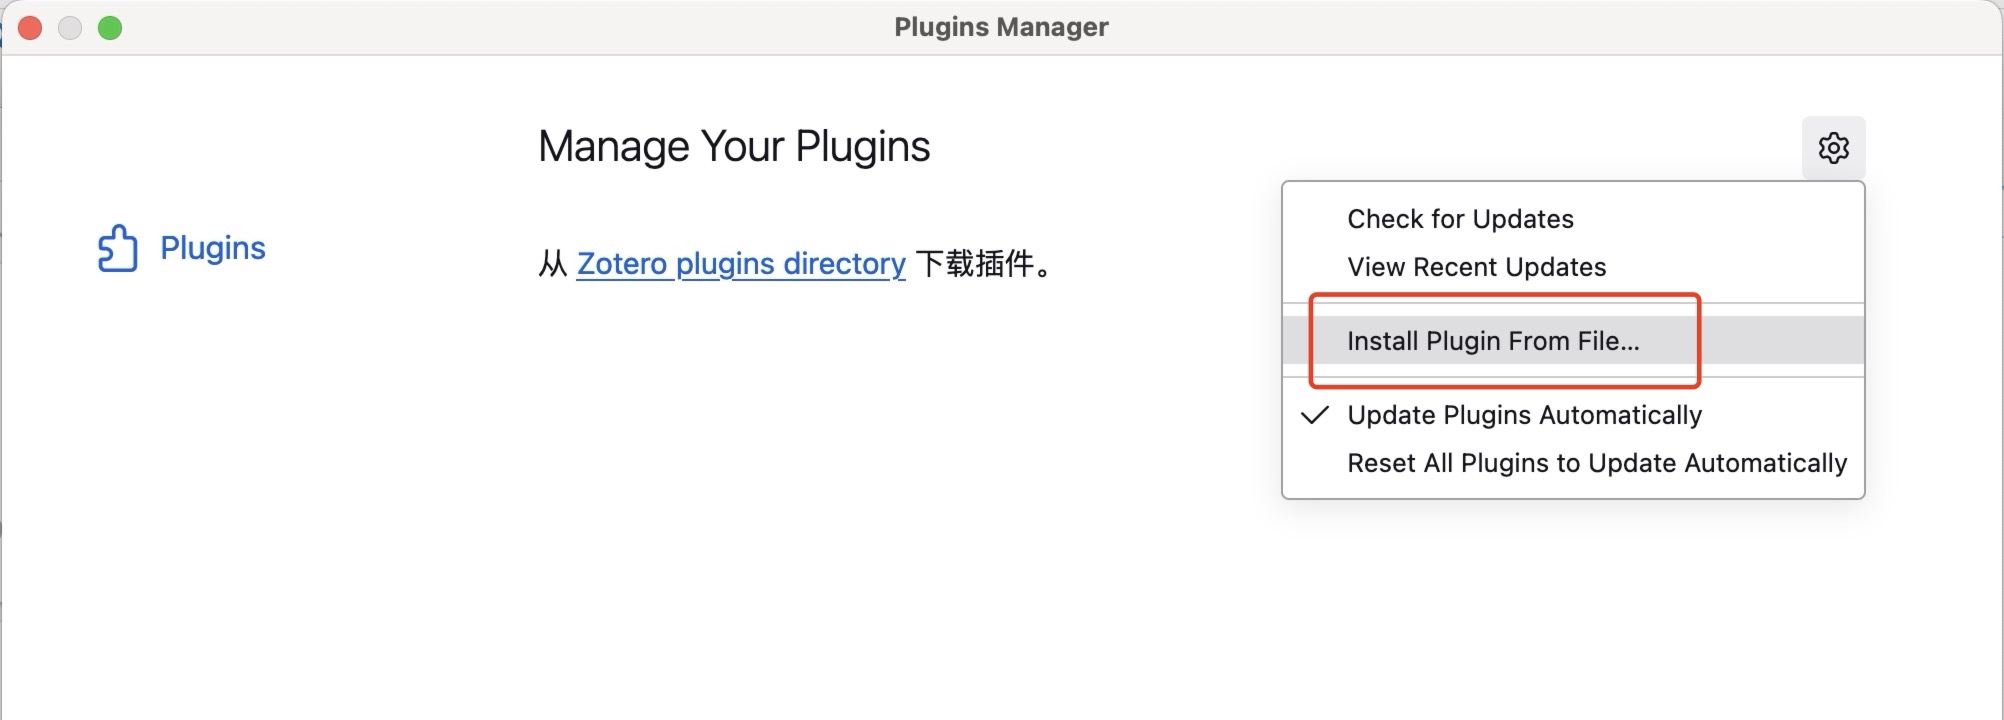 Plugins Manager
Manage Your Plugins
Plugins
从 Zotero plugins directory 下载插件。
Check for Updates
View Recent Updates
Install Plugin From File...
Update Plugins Automatically
Reset All Plugins to Update Automatically